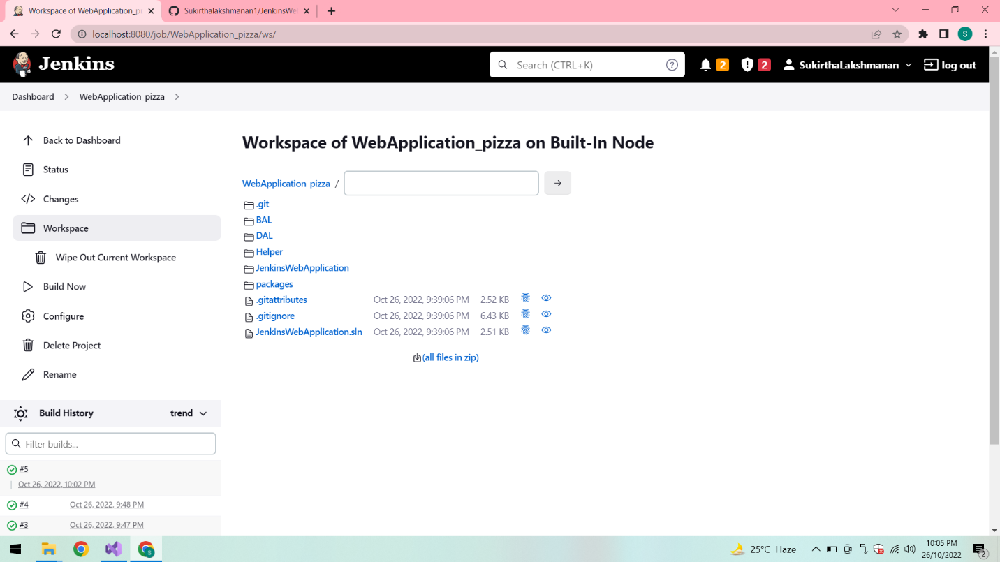 Workspace of WebApplication_pi
Sukirthalakshmanan1/JenkinsWe
localhost:8080/job/WebApplication_pizza/ws/
S
Jenkins
Search (CTRL+K)
?
2
2
SukirthaLakshmanan
log out
Dashboard
WebApplication_pizza
Back to Dashboard
Status
Changes
Workspace
Wipe Out Current Workspace
Build Now
Configure
Delete Project
Rename
Build History
trend
Filter builds...
#5
Oct 26, 2022, 10:02 PM
#4 Oct 26, 2022, 9:48 PM
#3 Oct 26, 2022, 9:47 PM
Workspace of WebApplication_pizza on Built-In Node
WebApplication_pizza /
.git
BAL
DAL
Helper
JenkinsWebApplication
packages
.gitattributes Oct 26, 2022, 9:39:06 PM 2.52 KB
.gitignore Oct 26, 2022, 9:39:06 PM 6.43 KB
JenkinsWebApplication.sln Oct 26, 2022, 9:39:06 PM 2.51 KB
(all files in zip)
S
25°C Haze
10:05 PM
26/10/2022
2